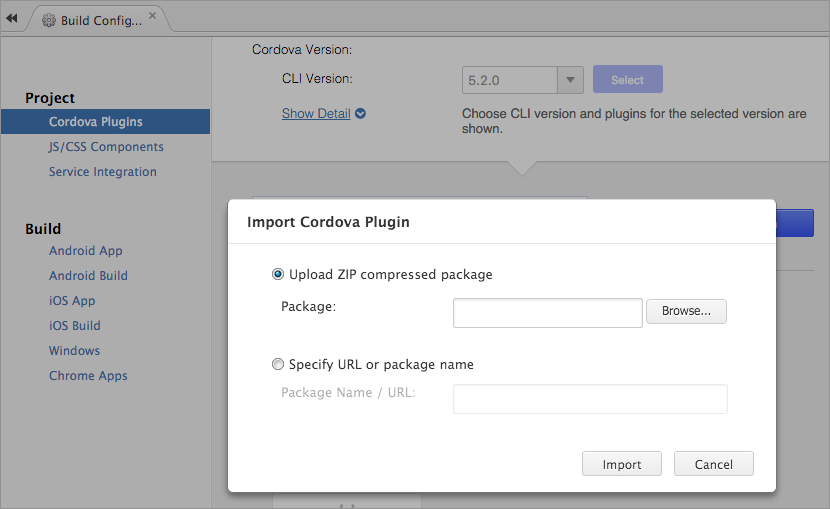 Build Config...
Cordova Version:
CLI Version:
5.2.0
Select
Show Detail
Choose CLI version and plugins for the selected version are
shown.
Project
Cordova Plugins
JS/CSS Components
Service Integration
Build
Android App
Android Build
iOS App
iOS Build
Windows
Chrome Apps
Import Cordova Plugin
Upload ZIP compressed package
Package:
Browse...
Specify URL or package name
Package Name / URL:
Import
Cancel